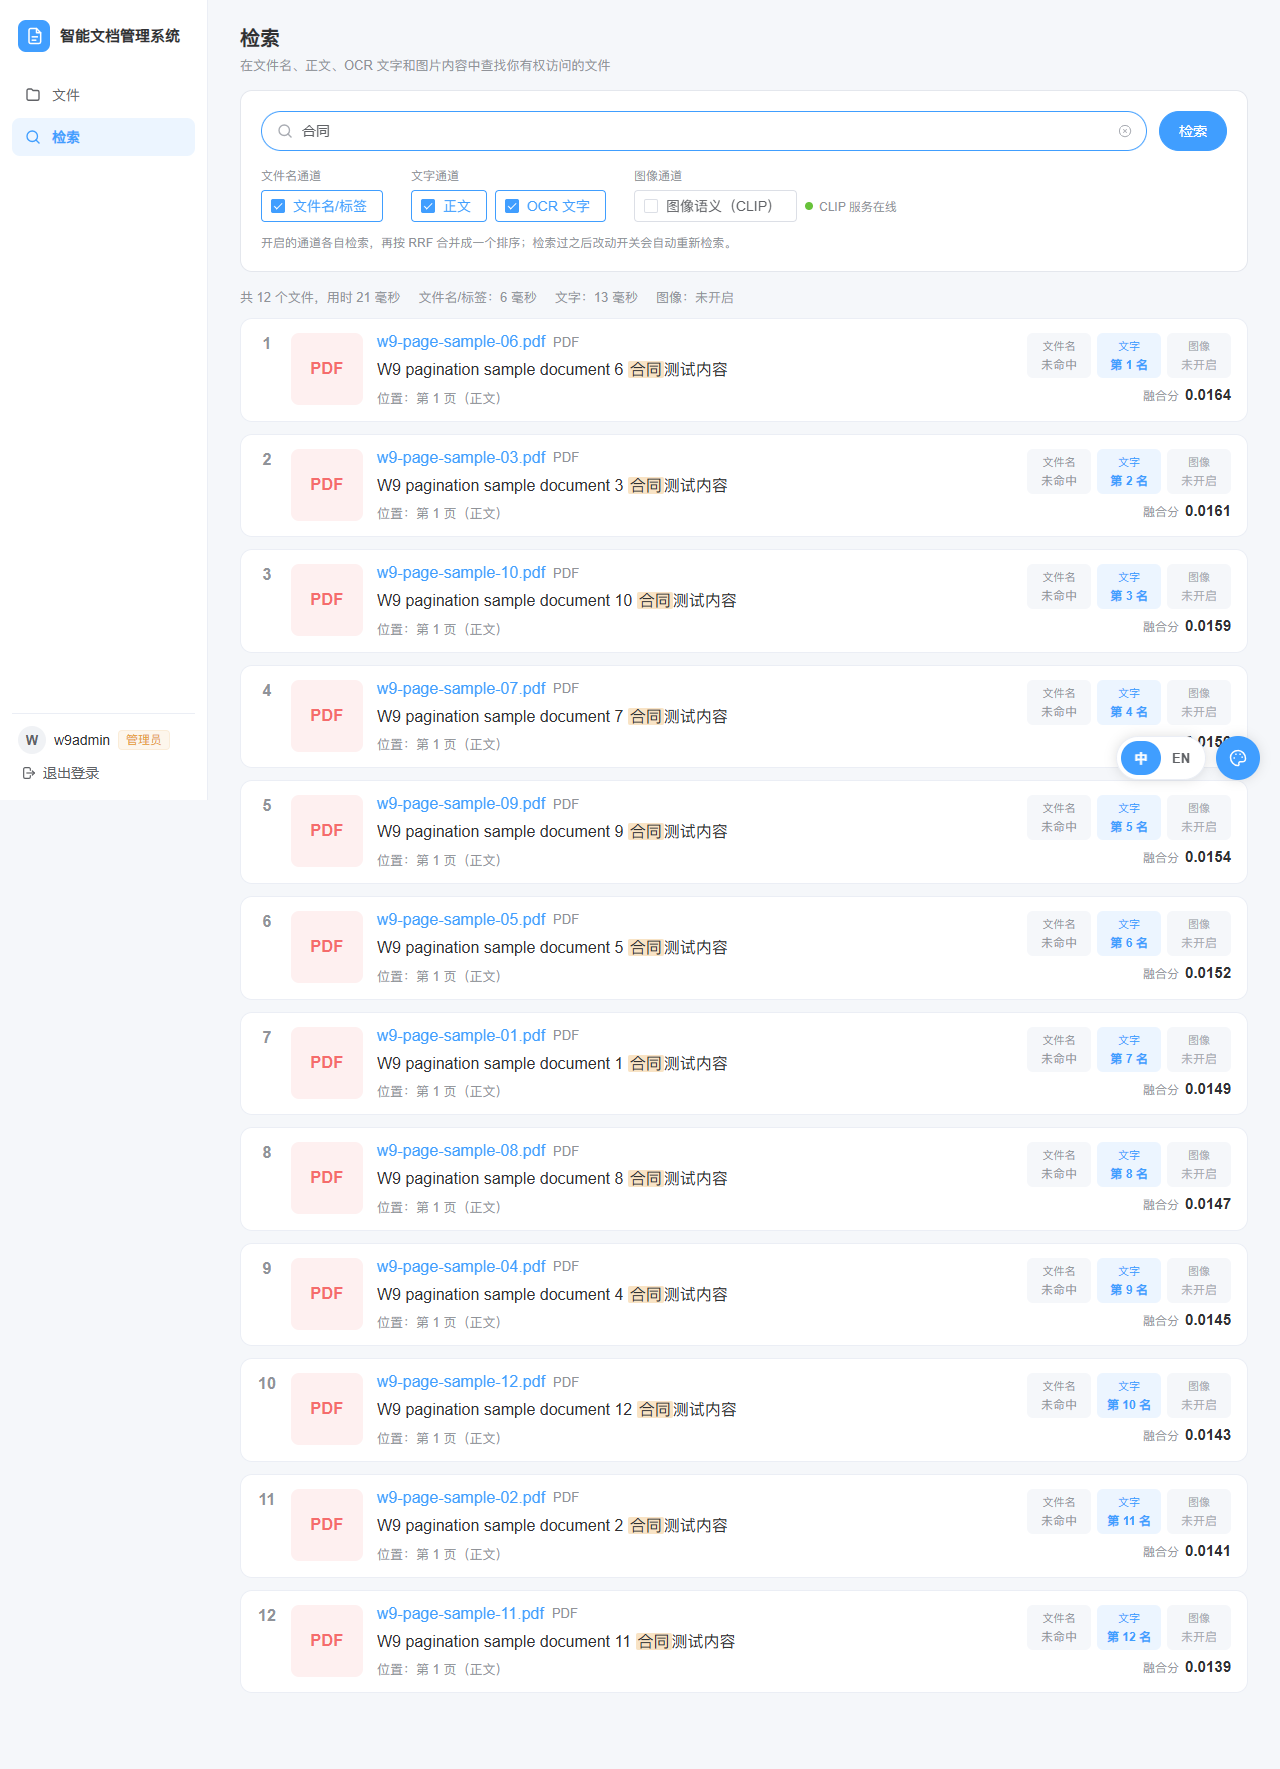 智能文档管理系统
文件
检索
w9admin 管理员
退出登录
检索
在文件名、正文、OCR 文字和图片内容中查找你有权访问的文件
合同
检索
文件名通道 文字通道 图像通道
文件名/标签 正文 OCR 文字 图像语义（CLIP） CLIP 服务在线
开启的通道各自检索，再按 RRF 合并成一个排序；检索过之后改动开关会自动重新检索。
共 12 个文件，用时 21 毫秒 文件名/标签：6 毫秒 文字：13 毫秒 图像：未开启
1 PDF w9-page-sample-06.pdf PDF
W9 pagination sample document 6 合同测试内容
位置：第 1 页（正文）
文件名 文字 图像
未命中 第 1 名 未开启
融合分 0.0164
2 PDF w9-page-sample-03.pdf PDF
W9 pagination sample document 3 合同测试内容
位置：第 1 页（正文）
文件名 文字 图像
未命中 第 2 名 未开启
融合分 0.0161
3 PDF w9-page-sample-10.pdf PDF
W9 pagination sample document 10 合同测试内容
位置：第 1 页（正文）
文件名 文字 图像
未命中 第 3 名 未开启
融合分 0.0159
4 PDF w9-page-sample-07.pdf PDF
W9 pagination sample document 7 合同测试内容
位置：第 1 页（正文）
文件名 文字 图像
未命中 第 4 名 未开启
中 EN
5 PDF w9-page-sample-09.pdf PDF
W9 pagination sample document 9 合同测试内容
位置：第 1 页（正文）
文件名 文字 图像
未命中 第 5 名 未开启
融合分 0.0154
6 PDF w9-page-sample-05.pdf PDF
W9 pagination sample document 5 合同测试内容
位置：第 1 页（正文）
文件名 文字 图像
未命中 第 6 名 未开启
融合分 0.0152
7 PDF w9-page-sample-01.pdf PDF
W9 pagination sample document 1 合同测试内容
位置：第 1 页（正文）
文件名 文字 图像
未命中 第 7 名 未开启
融合分 0.0149
8 PDF w9-page-sample-08.pdf PDF
W9 pagination sample document 8 合同测试内容
位置：第 1 页（正文）
文件名 文字 图像
未命中 第 8 名 未开启
融合分 0.0147
9 PDF w9-page-sample-04.pdf PDF
W9 pagination sample document 4 合同测试内容
位置：第 1 页（正文）
文件名 文字 图像
未命中 第 9 名 未开启
融合分 0.0145
10 PDF w9-page-sample-12.pdf PDF
W9 pagination sample document 12 合同测试内容
位置：第 1 页（正文）
文件名 文字 图像
未命中 第 10 名 未开启
融合分 0.0143
11 PDF w9-page-sample-02.pdf PDF
W9 pagination sample document 2 合同测试内容
位置：第 1 页（正文）
文件名 文字 图像
未命中 第 11 名 未开启
融合分 0.0141
12 PDF w9-page-sample-11.pdf PDF
W9 pagination sample document 11 合同测试内容
位置：第 1 页（正文）
文件名 文字 图像
未命中 第 12 名 未开启
融合分 0.0139